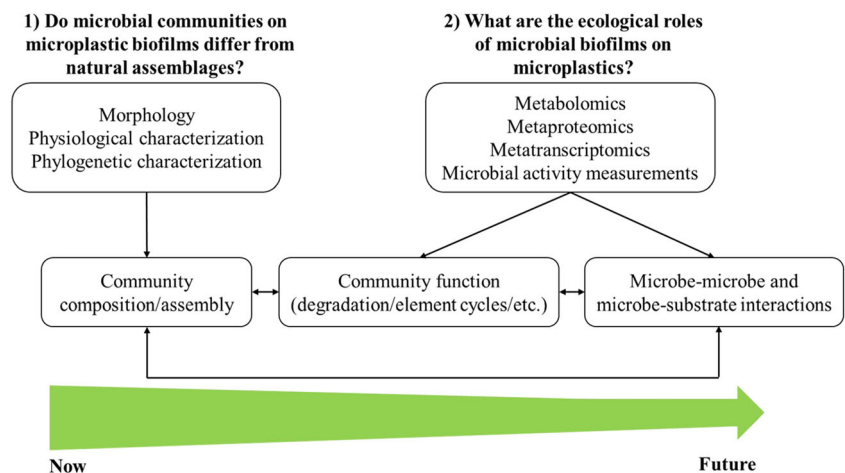 1) Do microbial communities on
microplastic biofilms differ from
natural assemblages?
2) What are the ecological roles
of microbial biofilms on
microplastics?
Morphology
Physiological characterization
Phylogenetic characterization
Metabolomics
Metaproteomics
Metatranscriptomics
Microbial activity measurements
Community
composition/assembly
Community function
(degradation/element cycles/etc.)
Microbe-microbe and
microbe-substrate interactions
Now
Future